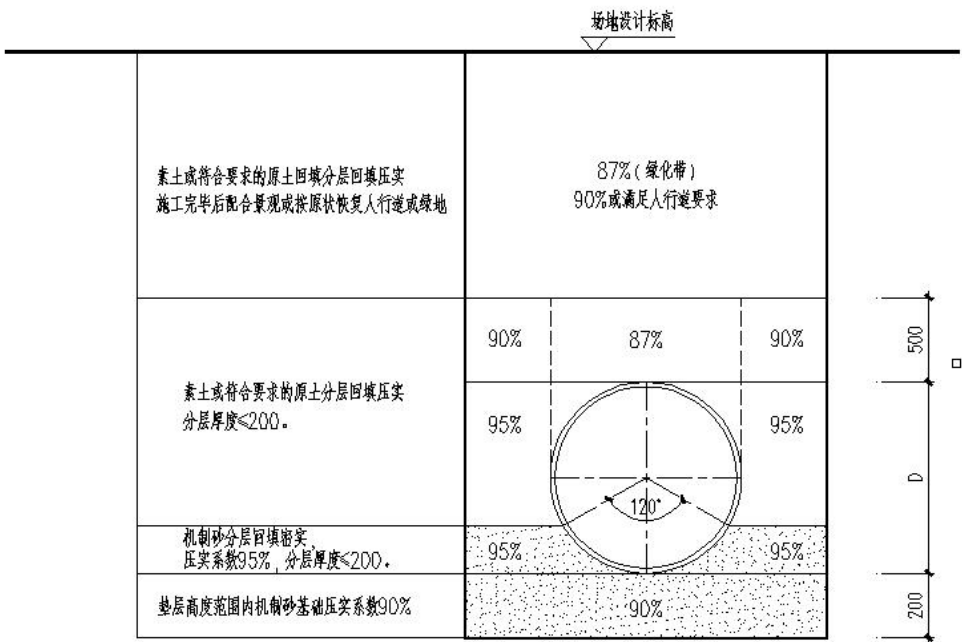 场地设计标高
素土或符合要求的原土回填分层回填压实
施工完毕后配合景观或按原状恢复人行道或绿地
87%(绿化带)
90%或满足人行道要求
90%
87%
90%
500
素土或符合要求的原土分层回填压实
分层厚度≤200。
95%
95%
D
120°
机制砂分层回填密实,
压实系数95%,分层厚度≤200。
95%
95%
垫层高度范围内机制砂基础压实系数90%
90%
200